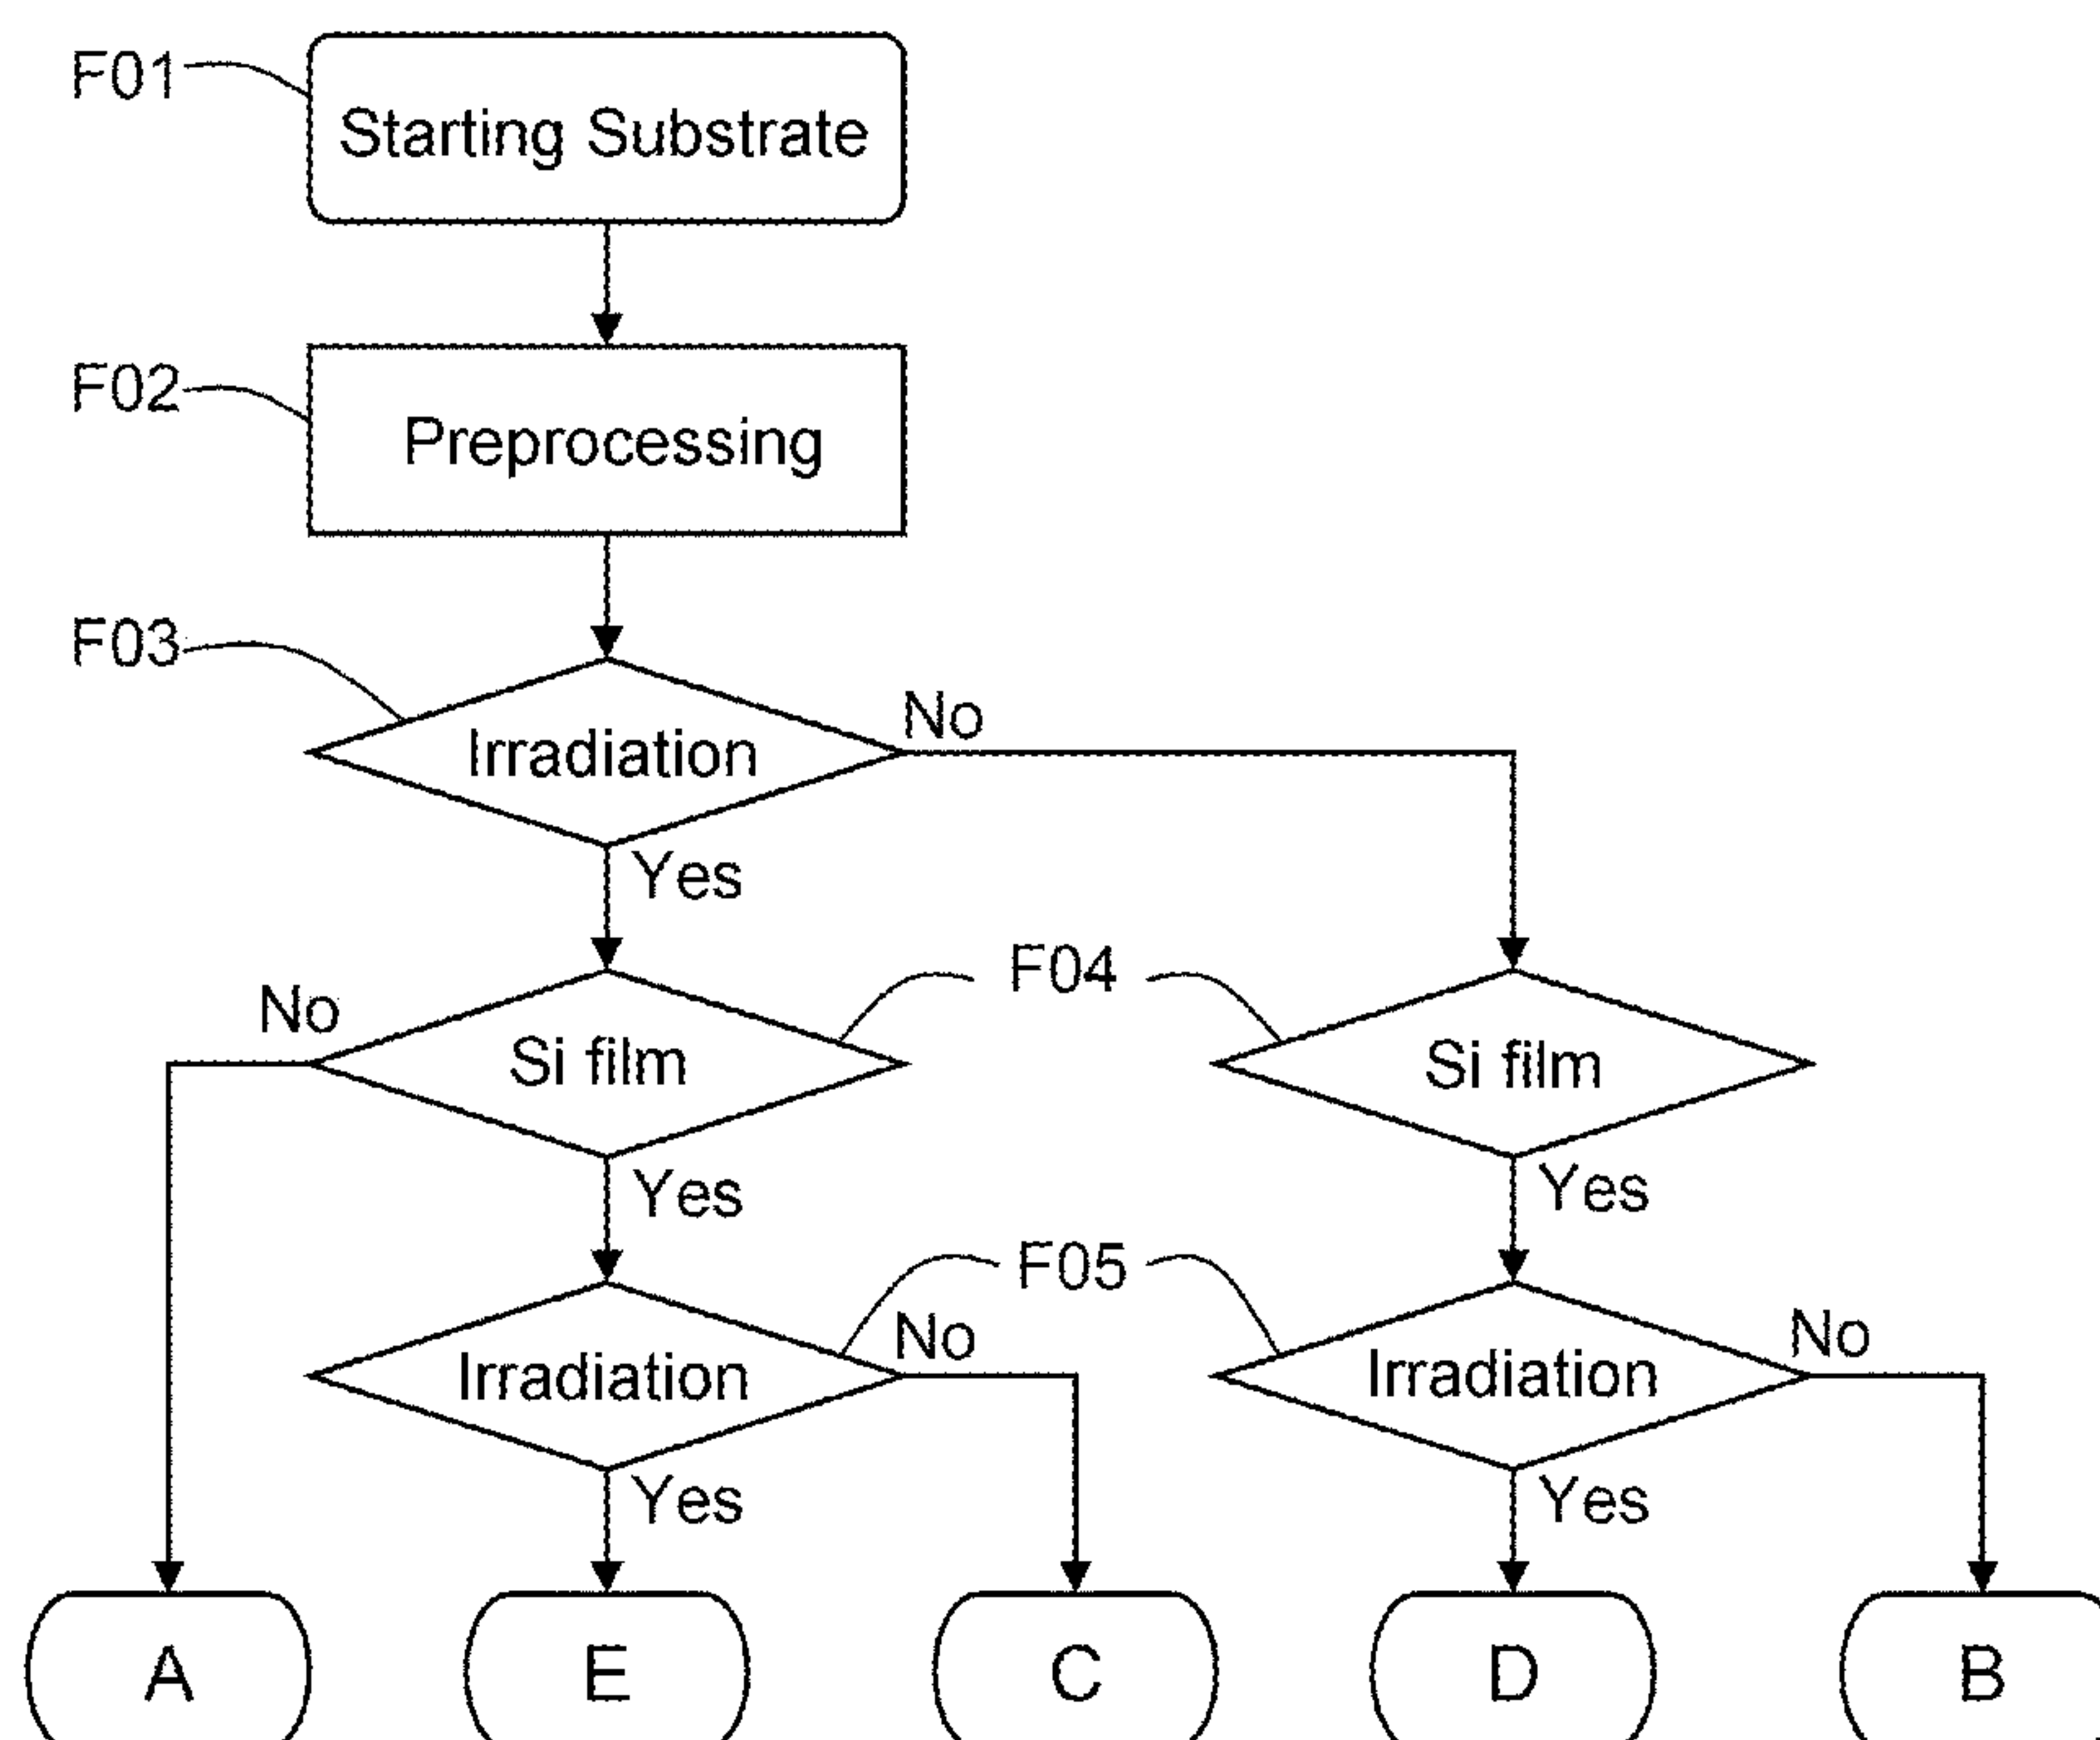 F01
Starting Substrate
F02
Preprocessing
F03
Irradiation
No
Yes
F04
No
Si film
Si film
Yes
Yes
F05
Irradiation
No
Irradiation
No
Yes
Yes
A
E
C
D
B